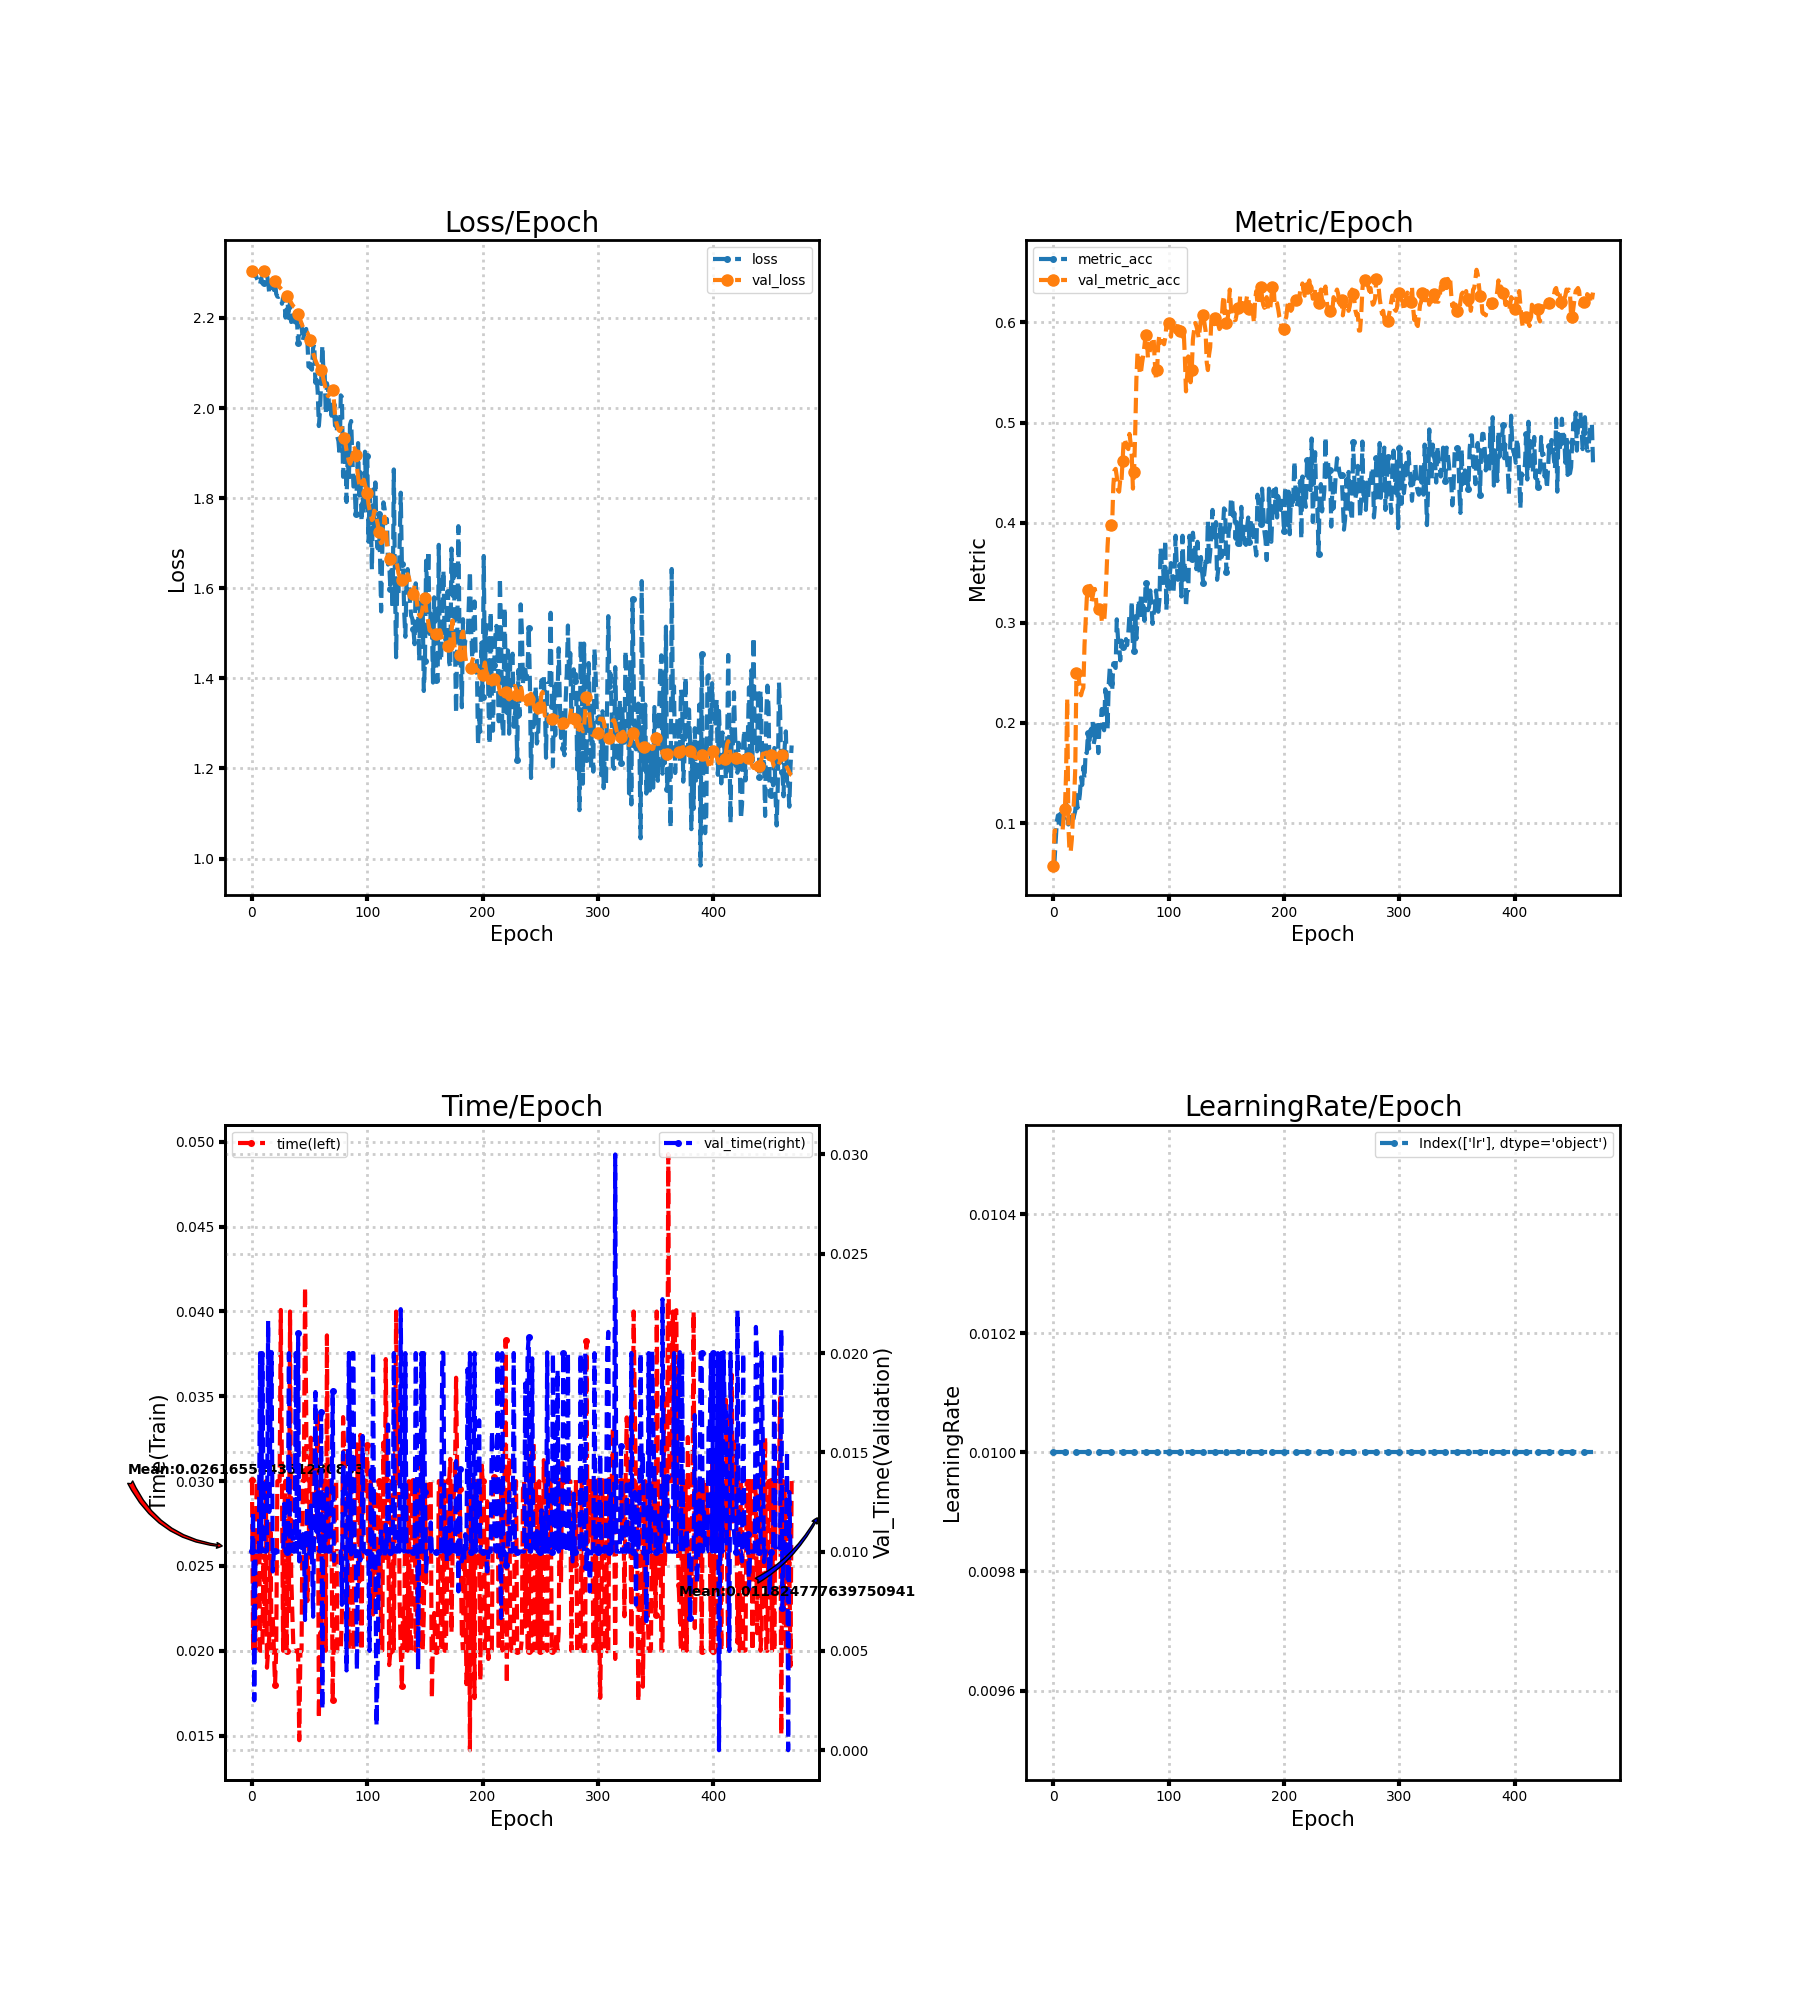 Loss/Epoch
loss
val_loss
2.2
2.0
1.8
1.6
1.4
1.2
1.0
Loss
0 100 200 300 400
Epoch
Metric/Epoch
metric_acc
val_metric_acc
0.6
0.5
0.4
0.3
0.2
0.1
Metric
0 100 200 300 400
Epoch
Time/Epoch
time(left)
val_time(right)
0.050
0.045
0.040
0.035
0.030
0.025
0.020
0.015
Time(Train)
0.030
0.025
0.020
0.015
0.010
0.005
0.000
Val_Time(Validation)
Mean:0.011824777639750941
0 100 200 300 400
Epoch
LearningRate/Epoch
Index(['lr'], dtype='object')
0.0104
0.0102
0.0100
0.0098
0.0096
LearningRate
0 100 200 300 400
Epoch